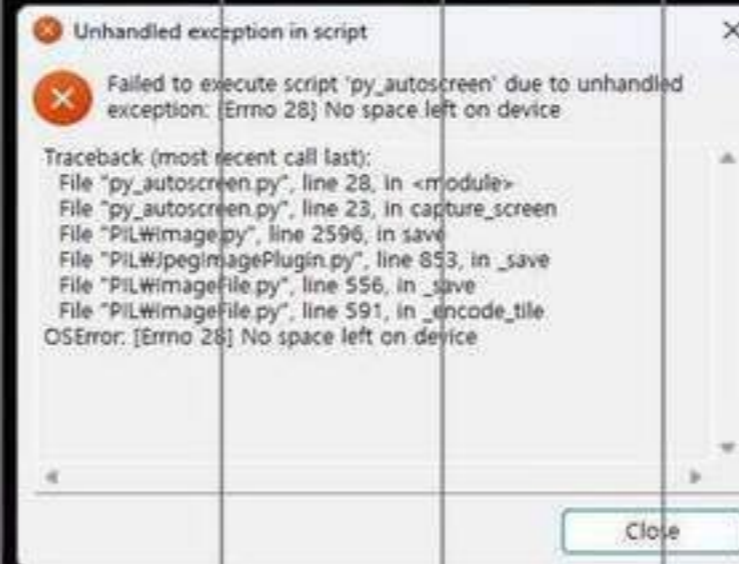 Unhandled exception in script
Failed to execute script 'py_autoscreen' due to unhandled
exception: [Errno 28] No space left on device
Traceback (most recent call last):
File "py_autoscreen.py", line 28, in <module>
File "py_autoscreen.py", line 23, in capture_screen
File "PIL₩Image.py", line 2596, in save
File "PIL₩JpegImagePlugin.py", line 853, in _save
File "PIL₩ImageFile.py", line 556, in _save
File "PIL₩ImageFile.py", line 591, in _encode_tile
OSError: [Errno 28] No space left on device
Close